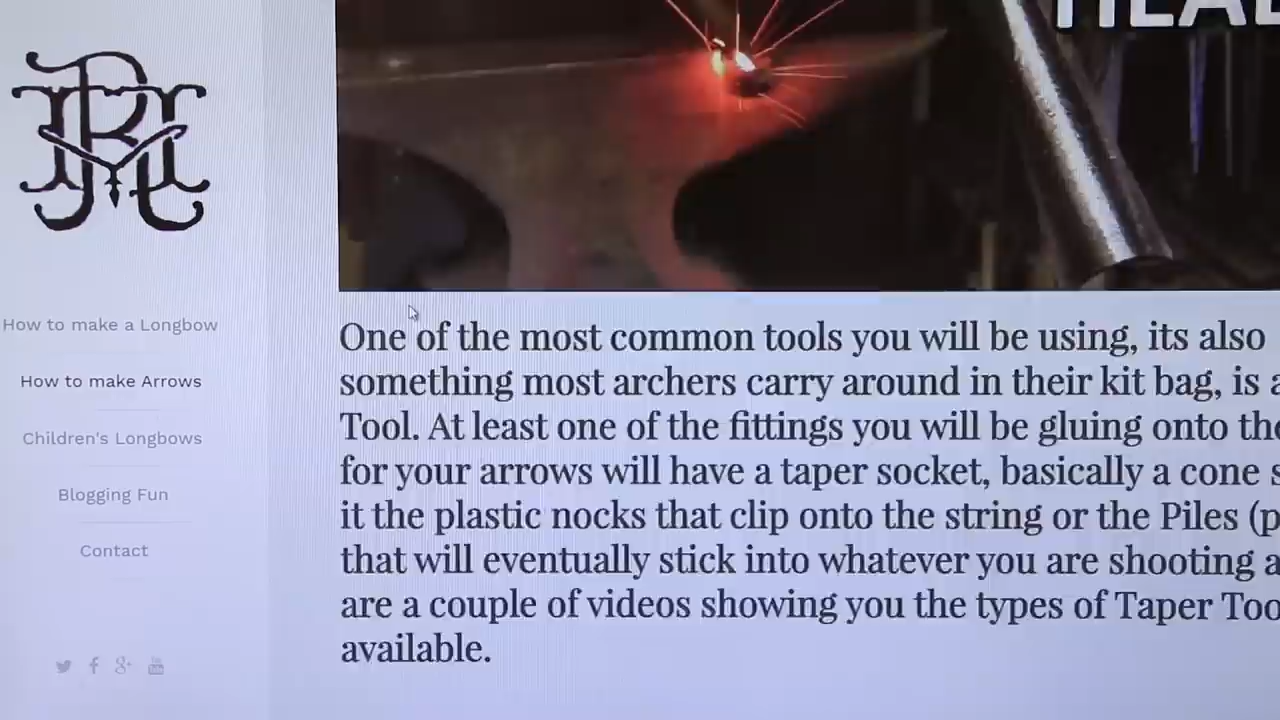 HEAD
How to make a Longbow
How to make Arrows
Children's Longbows
Blogging Fun
Contact
One of the most common tools you will be using, its also
something most archers carry around in their kit bag, is a
Tool. At least one of the fittings you will be gluing onto the
for your arrows will have a taper socket, basically a cone s
it the plastic nocks that clip onto the string or the Piles (p
that will eventually stick into whatever you are shooting a
are a couple of videos showing you the types of Taper Too
available.